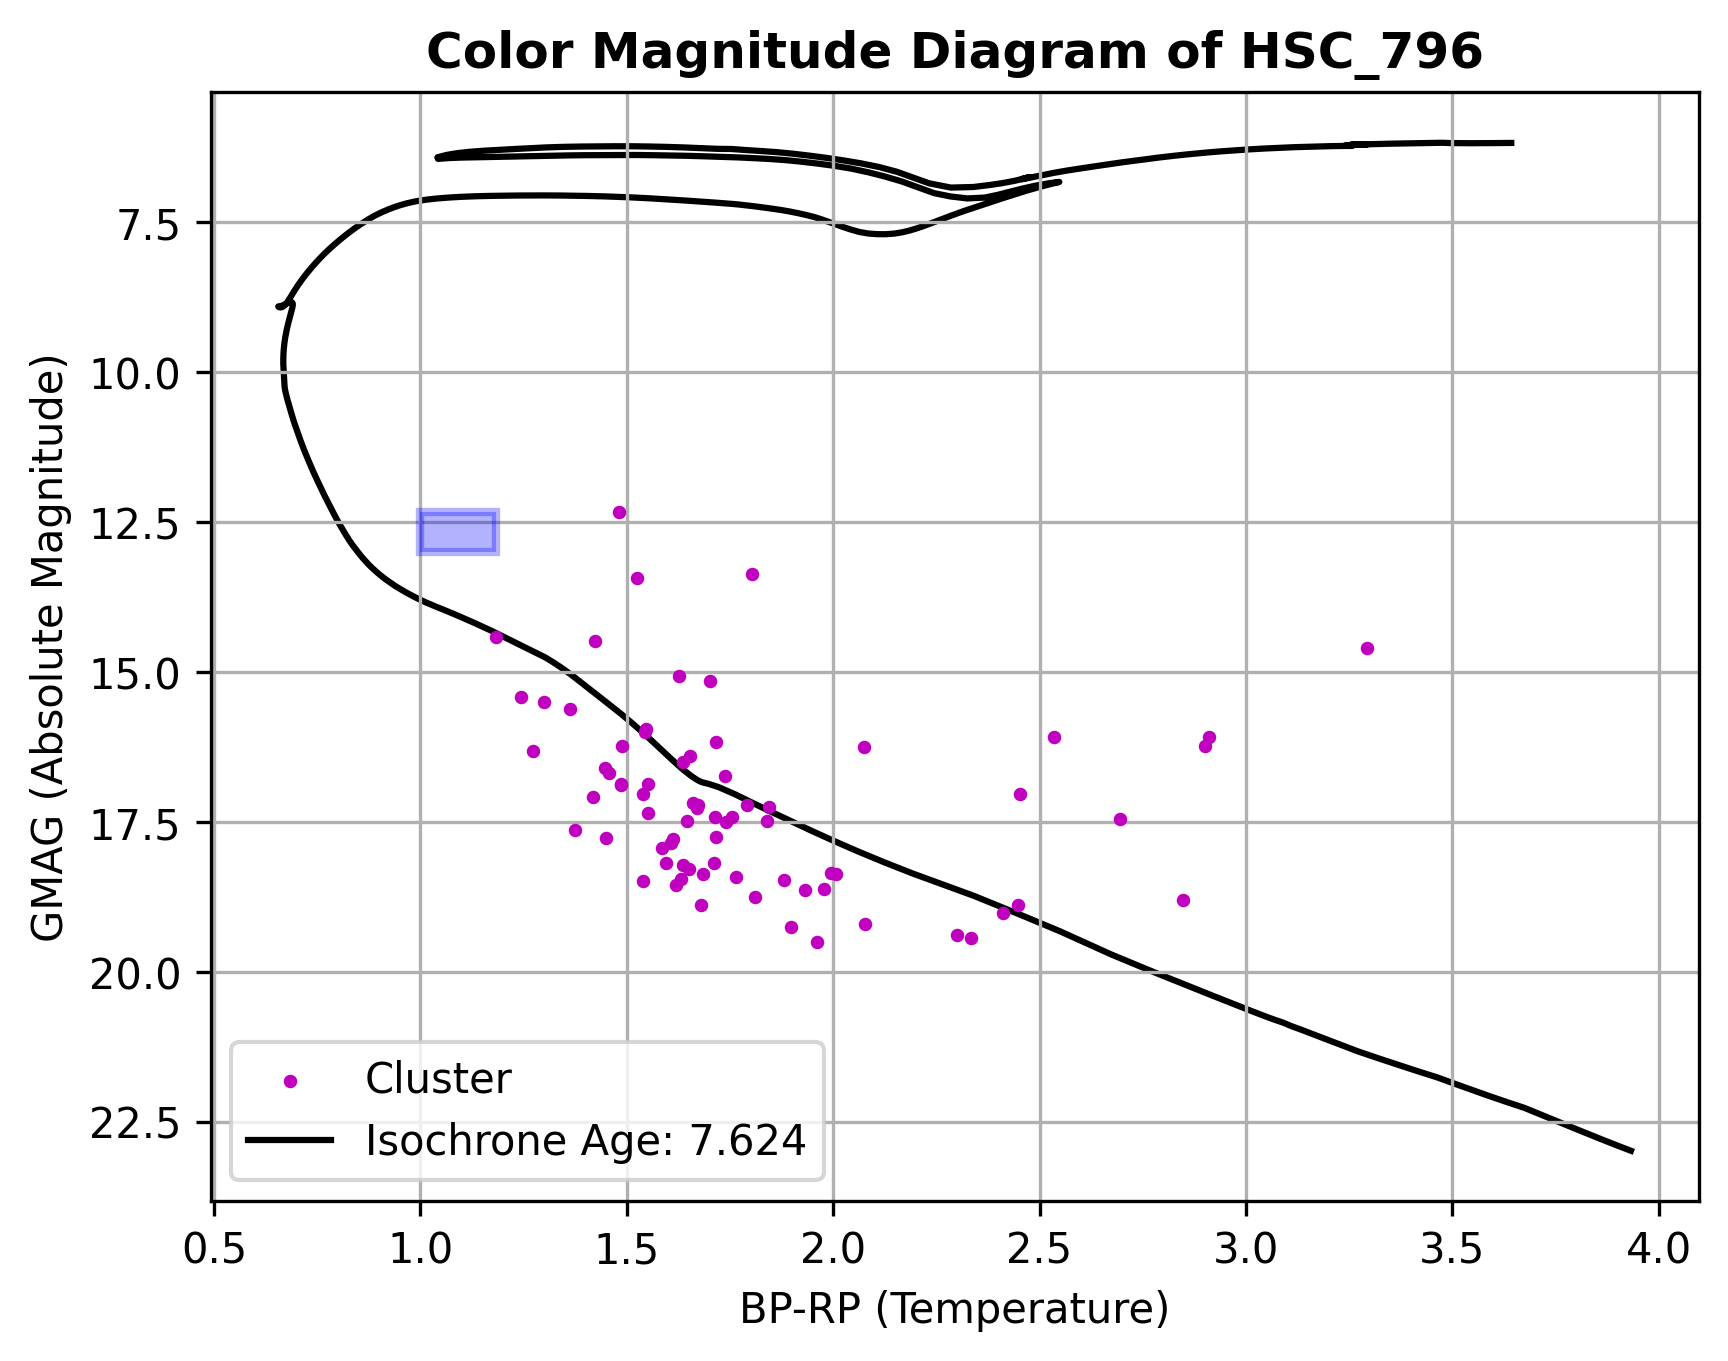 Color Magnitude Diagram of HSC_796
GMAG (Absolute Magnitude)
7.5
10.0
12.5
15.0
17.5
20.0
22.5
Cluster
Isochrone Age: 7.624
0.5 1.0 1.5 2.0 2.5 3.0 3.5 4.0
BP-RP (Temperature)